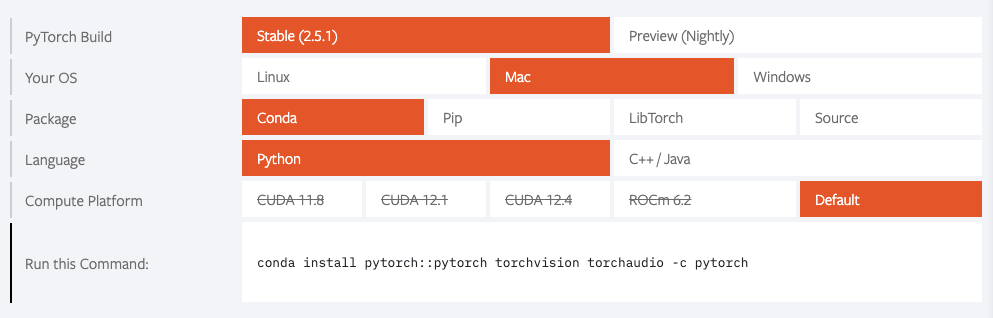 PyTorch Build Stable (2.5.1) Preview (Nightly)
Your OS Linux Mac Windows
Package Conda Pip LibTorch Source
Language Python C++ / Java
Compute Platform CUDA 11.8 CUDA 12.1 CUDA 12.4 ROCm 6.2 Default
Run this Command: conda install pytorch::pytorch torchvision torchaudio -c pytorch